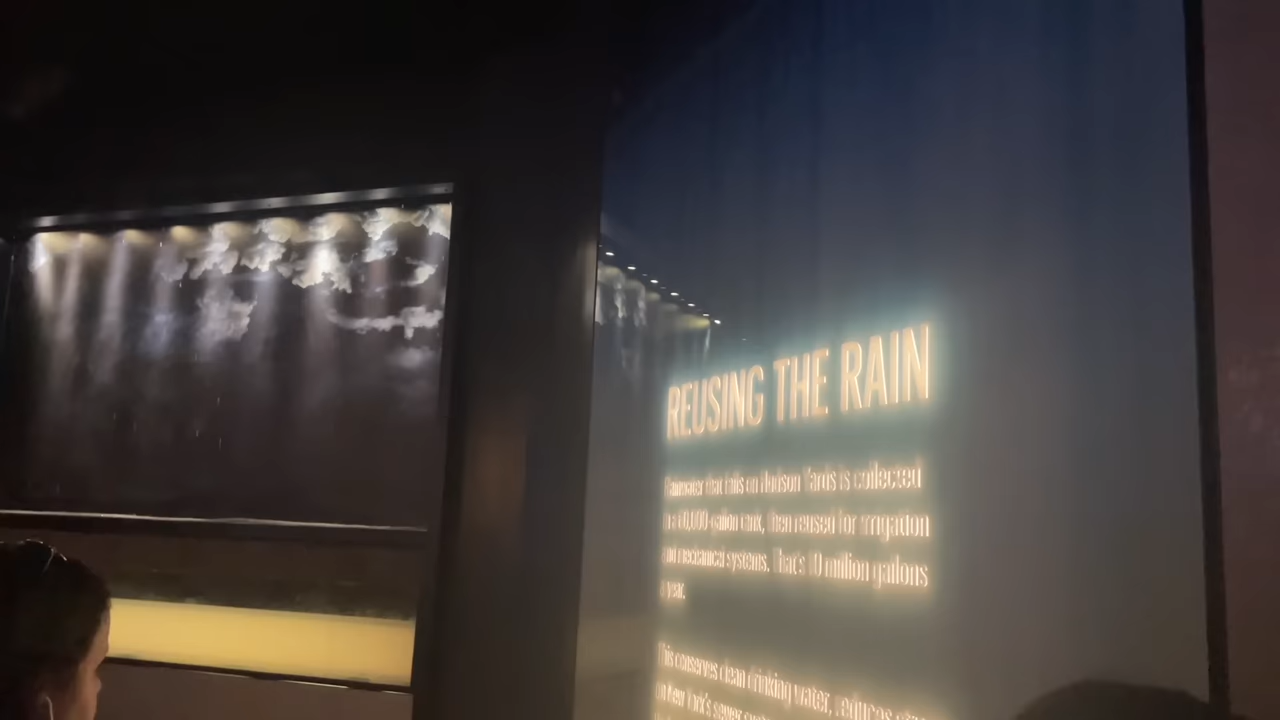 REUSING THE RAIN
Rainwater that falls on Hudson Yards is collected
in a 60,000-gallon tank, then reused for irrigation
and mechanical systems. That's 10 million gallons
a year.
This conserves clean drinking water, reduces
on New York's sewer